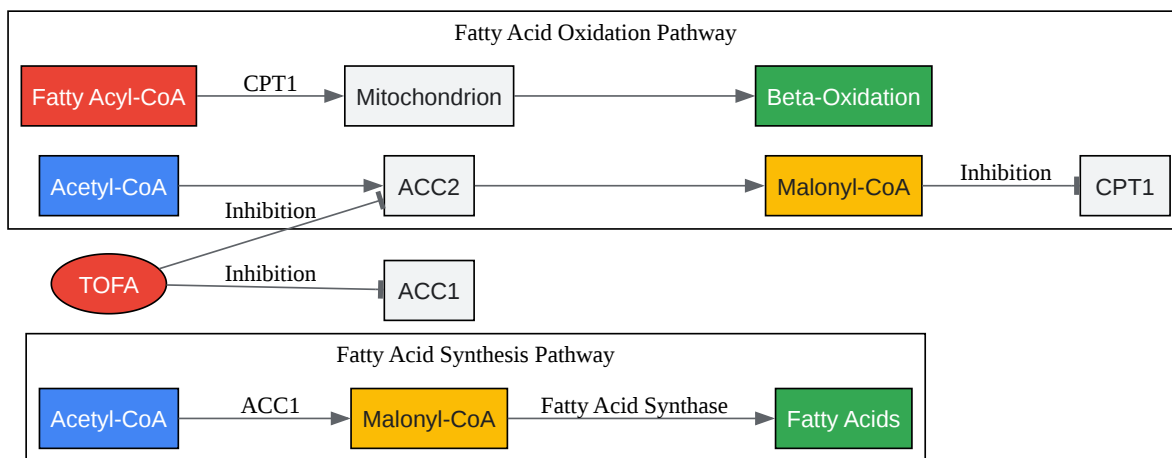 Fatty Acid Oxidation Pathway
Fatty Acyl-CoA
CPT1
Mitochondrion
Beta-Oxidation
Acetyl-CoA
ACC2
Malonyl-CoA
Inhibition
CPT1
Inhibition
TOFA
Inhibition
ACC1
Fatty Acid Synthesis Pathway
Acetyl-CoA
ACC1
Malonyl-CoA
Fatty Acid Synthase
Fatty Acids